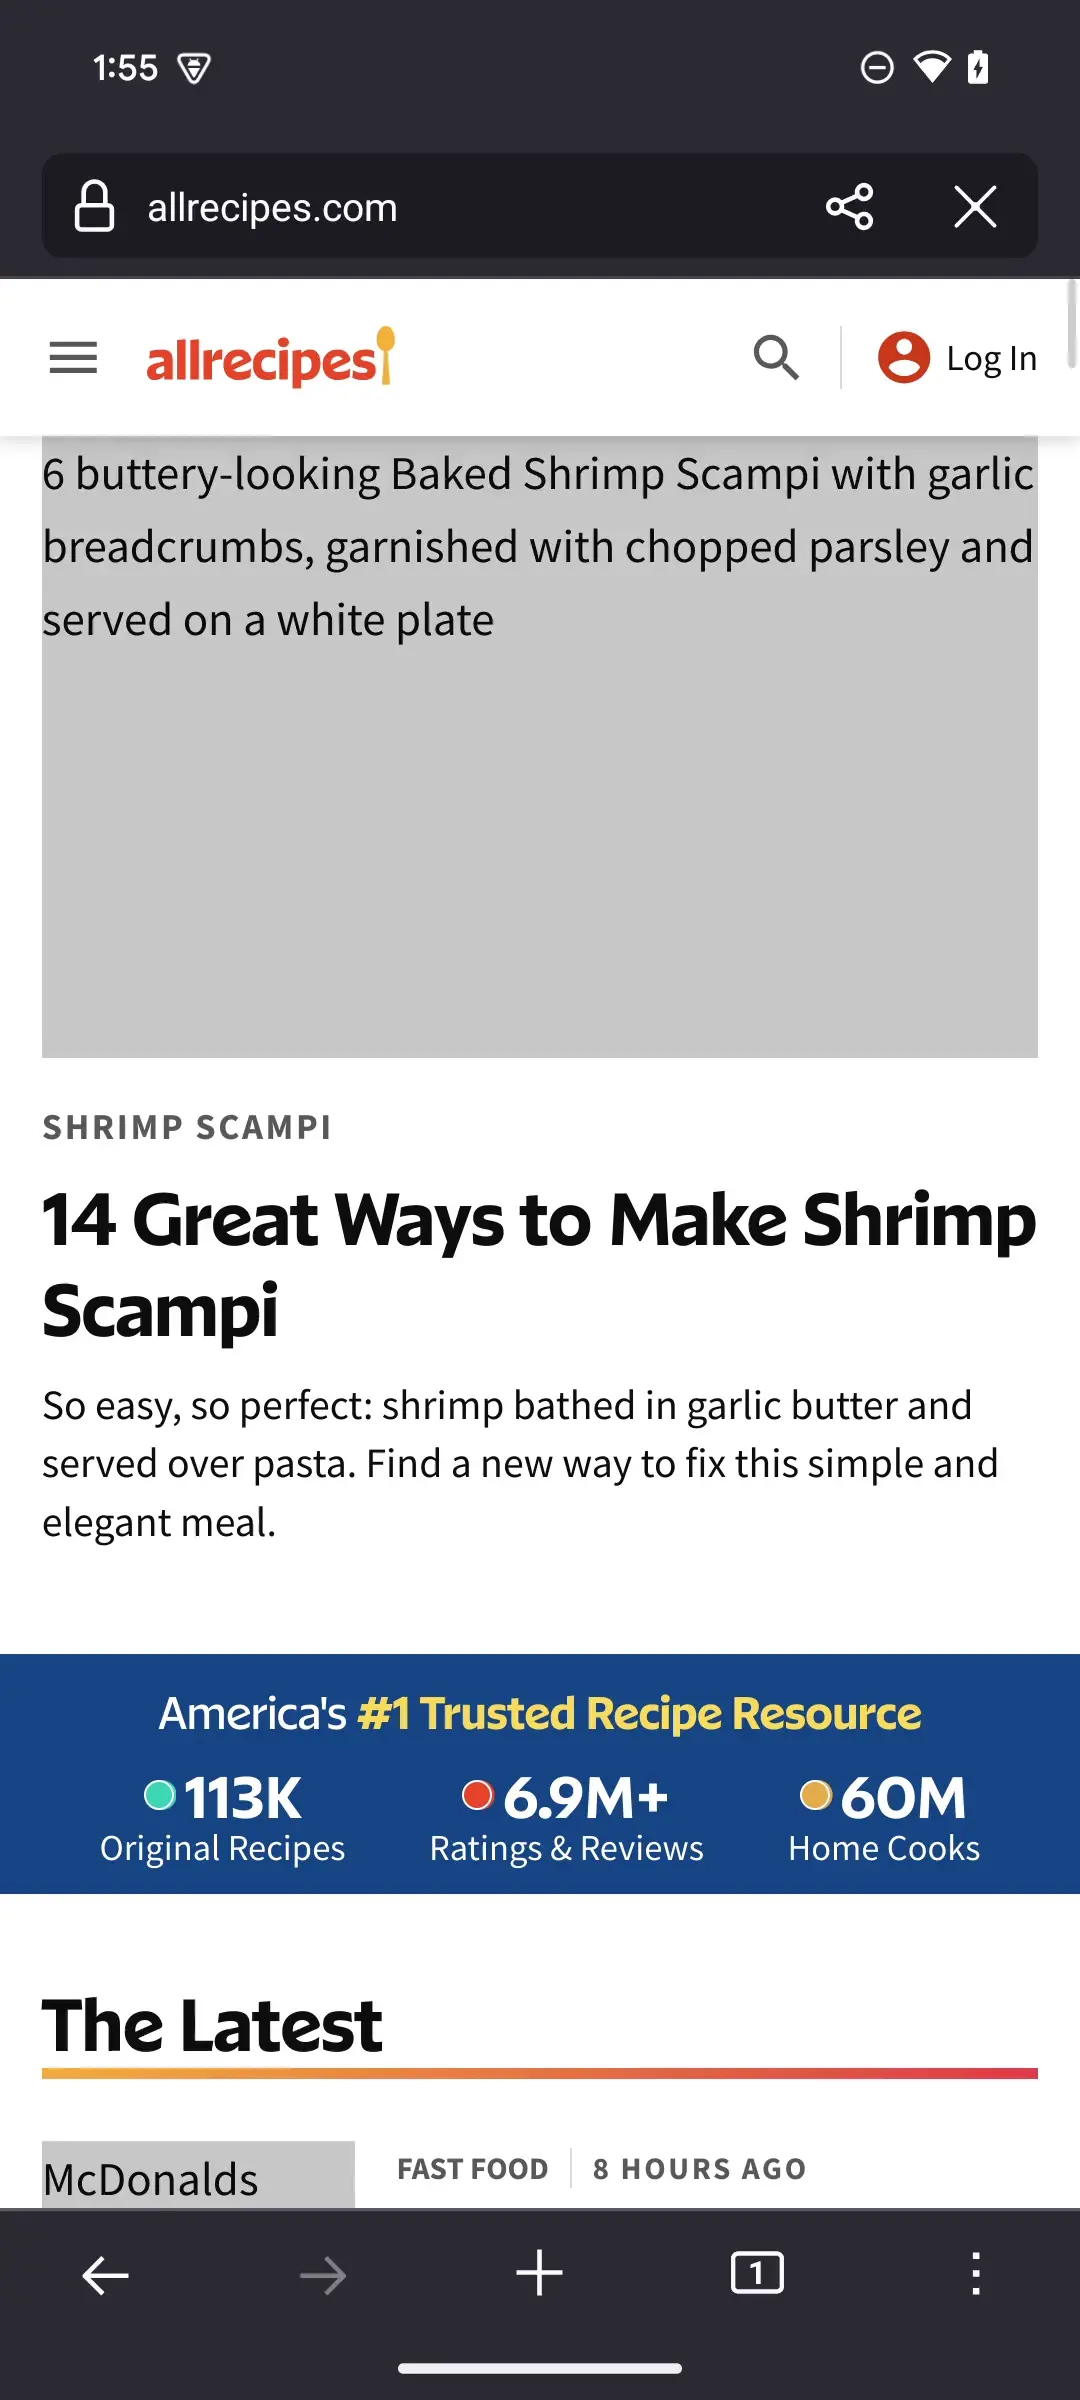 1:55
allrecipes.com
allrecipes
Log In
6 buttery-looking Baked Shrimp Scampi with garlic
breadcrumbs, garnished with chopped parsley and
served on a white plate
SHRIMP SCAMPI
14 Great Ways to Make Shrimp
Scampi
So easy, so perfect: shrimp bathed in garlic butter and
served over pasta. Find a new way to fix this simple and
elegant meal.
America's #1 Trusted Recipe Resource
113K 6.9M+ 60M
Original Recipes Ratings & Reviews Home Cooks
The Latest
McDonalds FAST FOOD 8 HOURS AGO
1